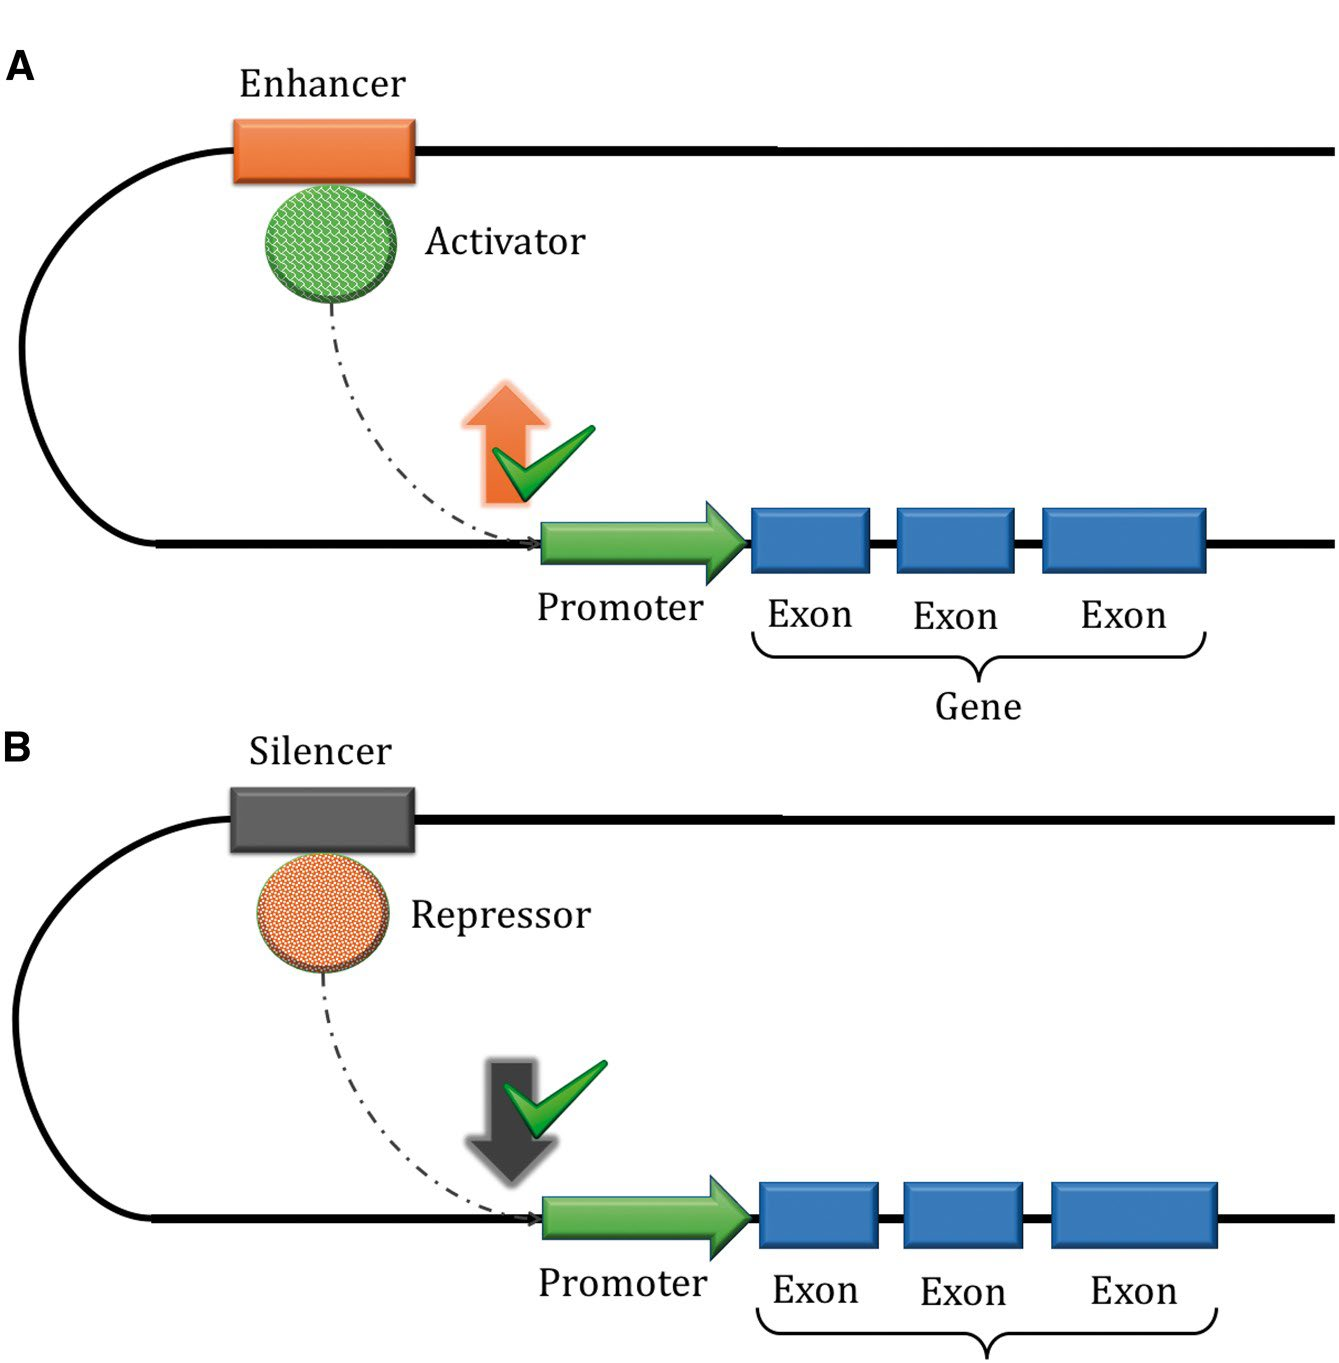 A
Enhancer
Activator
Promoter
Exon Exon Exon
Gene
B
Silencer
Repressor
Promoter
Exon Exon Exon